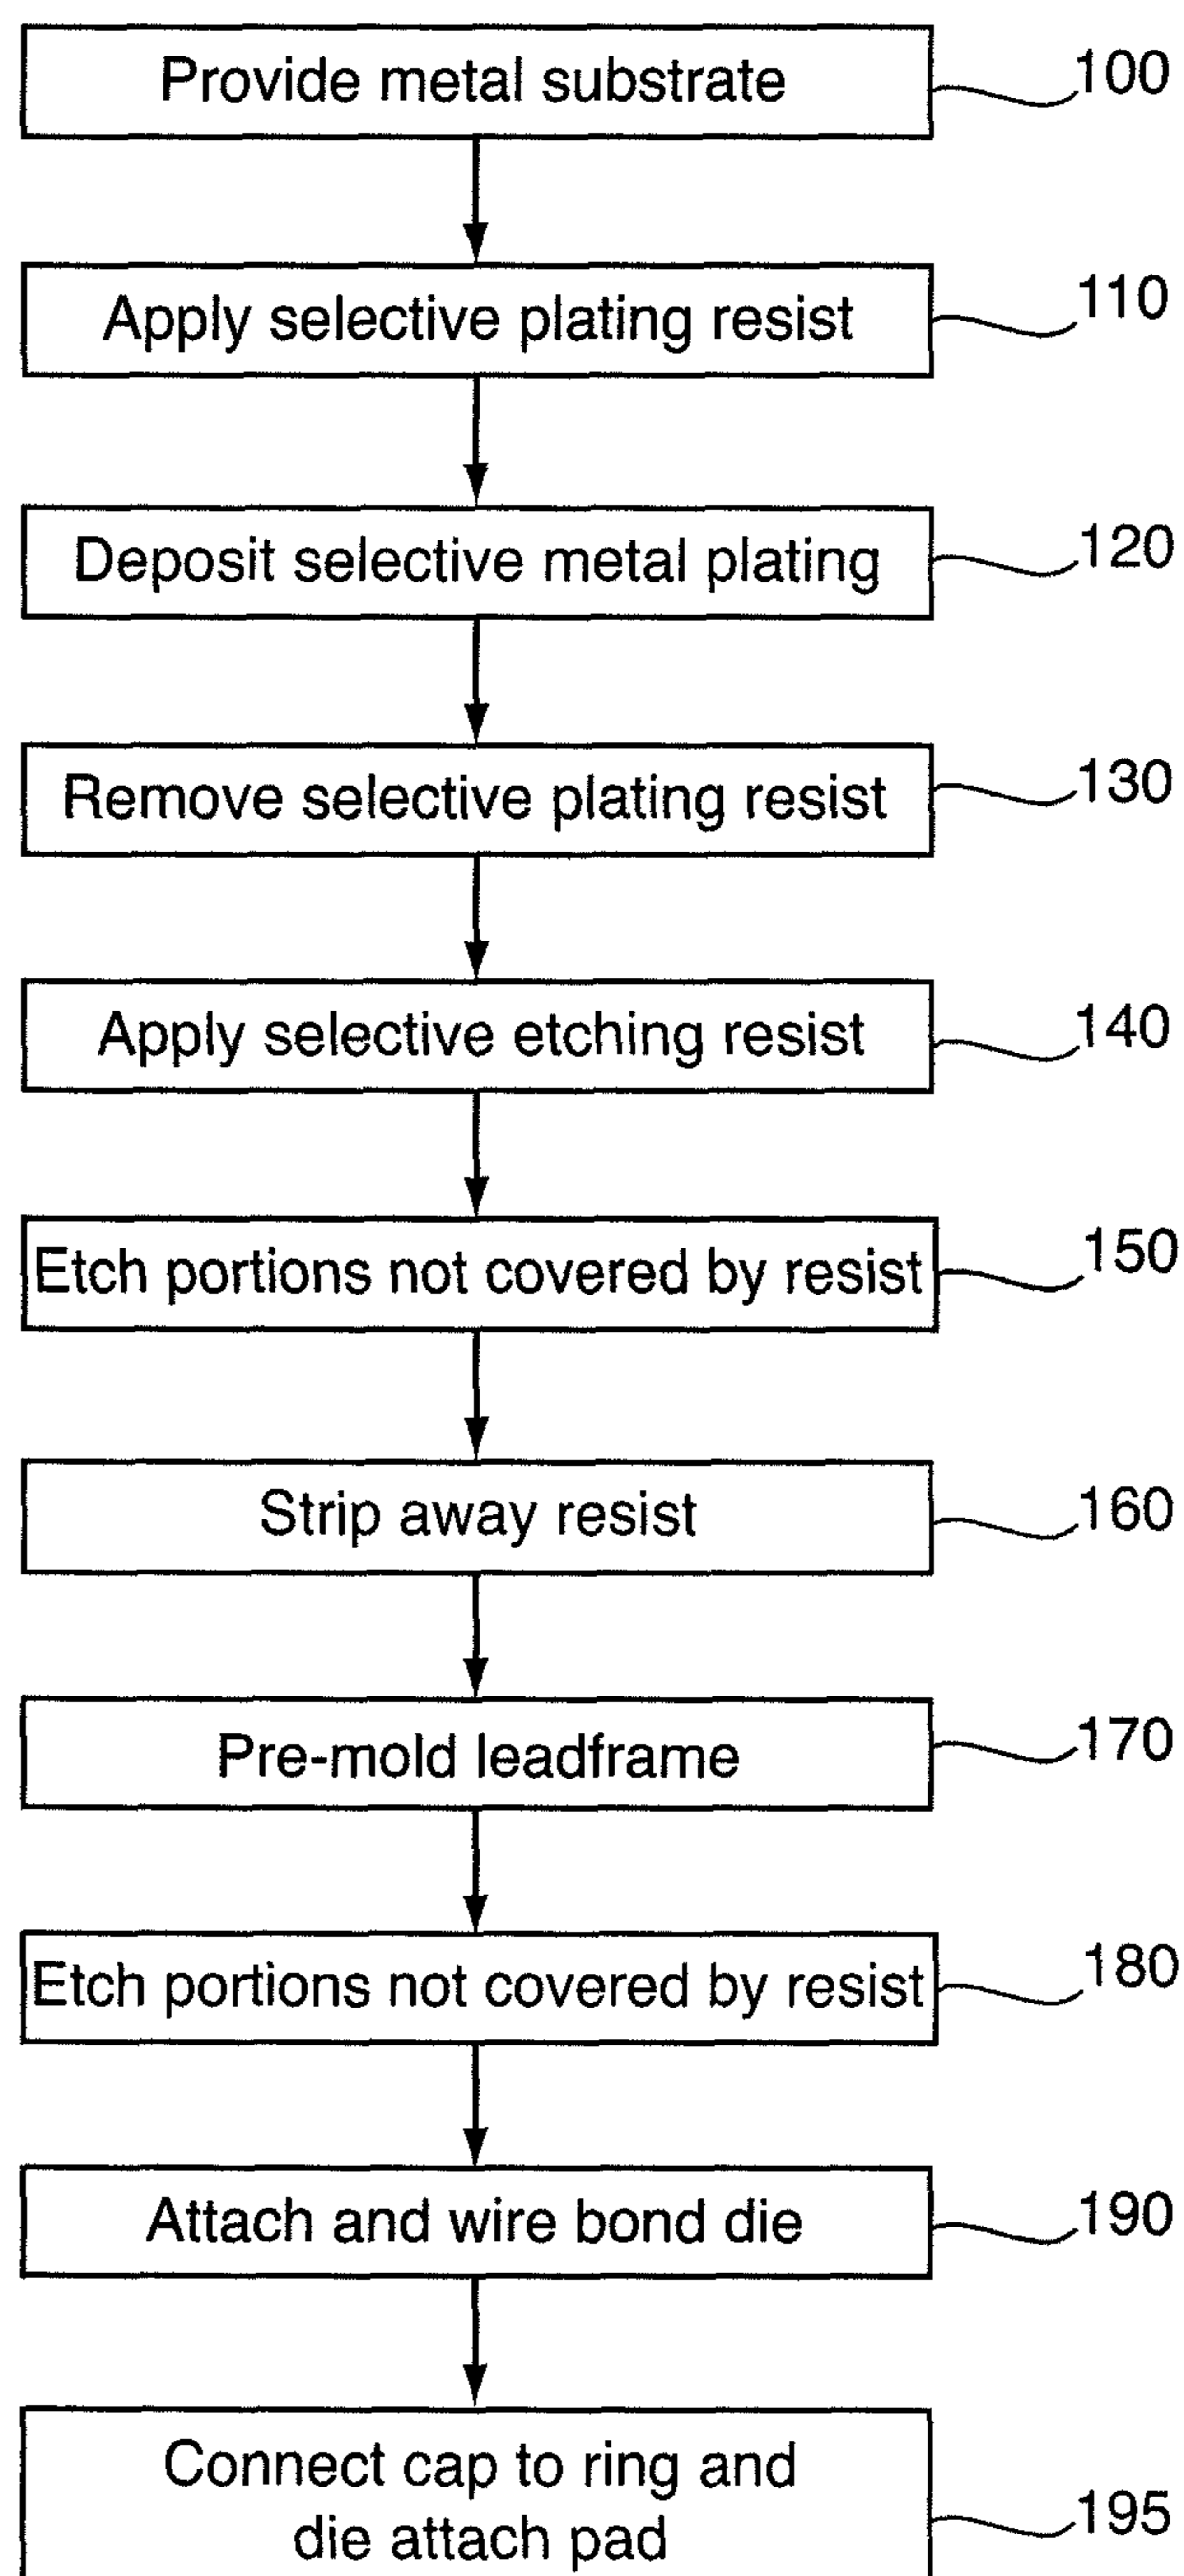 Provide metal substrate 100
Apply selective plating resist 110
Deposit selective metal plating 120
Remove selective plating resist 130
Apply selective etching resist 140
Etch portions not covered by resist 150
Strip away resist 160
Pre-mold leadframe 170
Etch portions not covered by resist 180
Attach and wire bond die 190
Connect cap to ring and
die attach pad 195